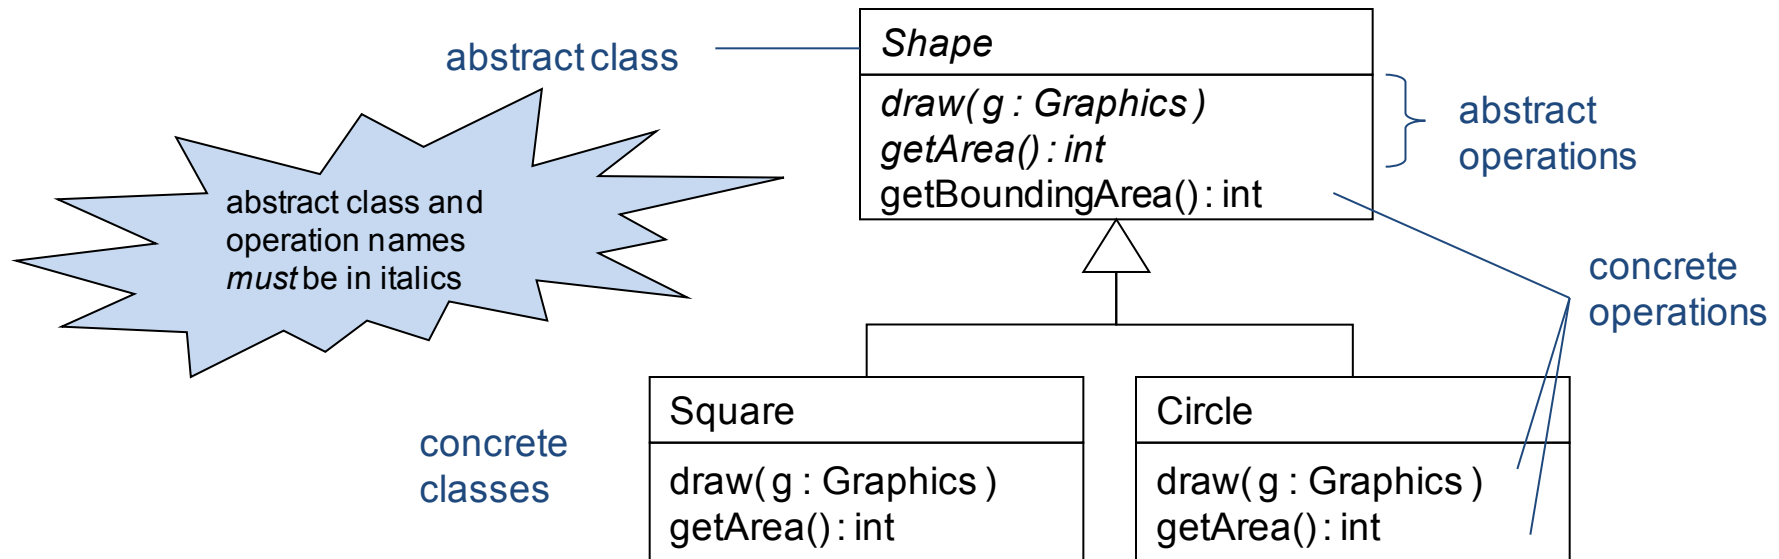 abstract class
Shape
draw( g : Graphics )
getArea() : int
getBoundingArea() : int
abstract
operations
abstract class and
operation names
must be in italics
concrete
operations
concrete
classes
Square
draw( g : Graphics )
getArea() : int
Circle
draw( g : Graphics )
getArea() : int